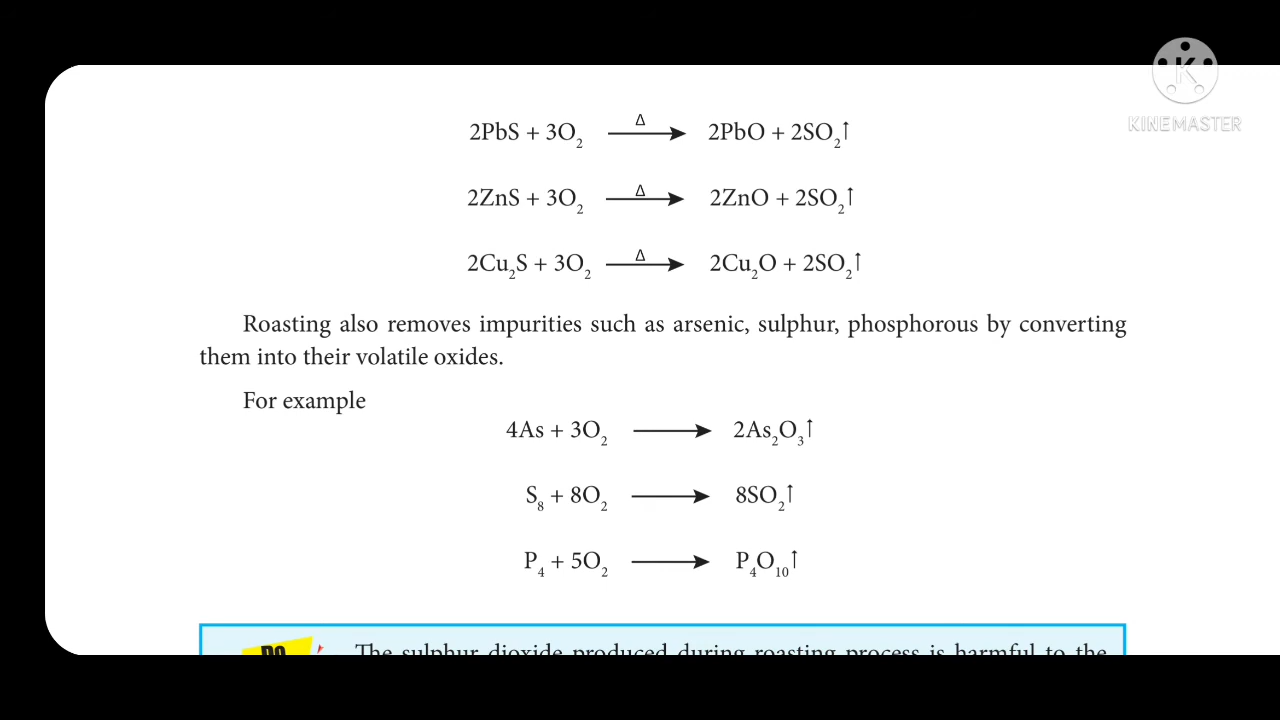 K
KINEMASTER
2PbS + 3O₂ —Δ→ 2PbO + 2SO₂↑
2ZnS + 3O₂ —Δ→ 2ZnO + 2SO₂↑
2Cu₂S + 3O₂ —Δ→ 2Cu₂O + 2SO₂↑
Roasting also removes impurities such as arsenic, sulphur, phosphorous by converting
them into their volatile oxides.
For example
4As + 3O₂ ⟶ 2As₂O₃↑
S₈ + 8O₂ ⟶ 8SO₂↑
P₄ + 5O₂ ⟶ P₄O₁₀↑
DO
The sulphur dioxide produced during roasting process is harmful to the